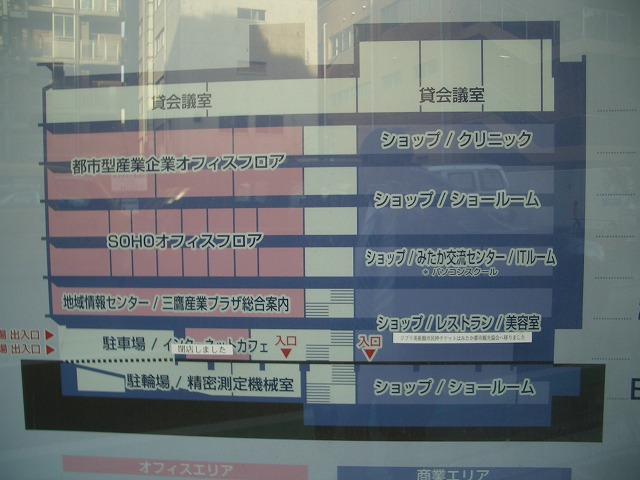 貸会議室
貸会議室
ショップ / クリニック
都市型産業企業オフィスフロア
ショップ / ショールーム
SOHOオフィスフロア
ショップ / みたか交流センター / ITルーム
・パソコンスクール
地域情報センター / 三鷹産業プラザ総合案内
ショップ / レストラン / 美容室
場 出入口
駐車場 / インターネットカフェ
閉店しました
入口
入口
場 出入口
駐輪場 / 精密測定機械室
ショップ / ショールーム
オフィスエリア
商業エリア